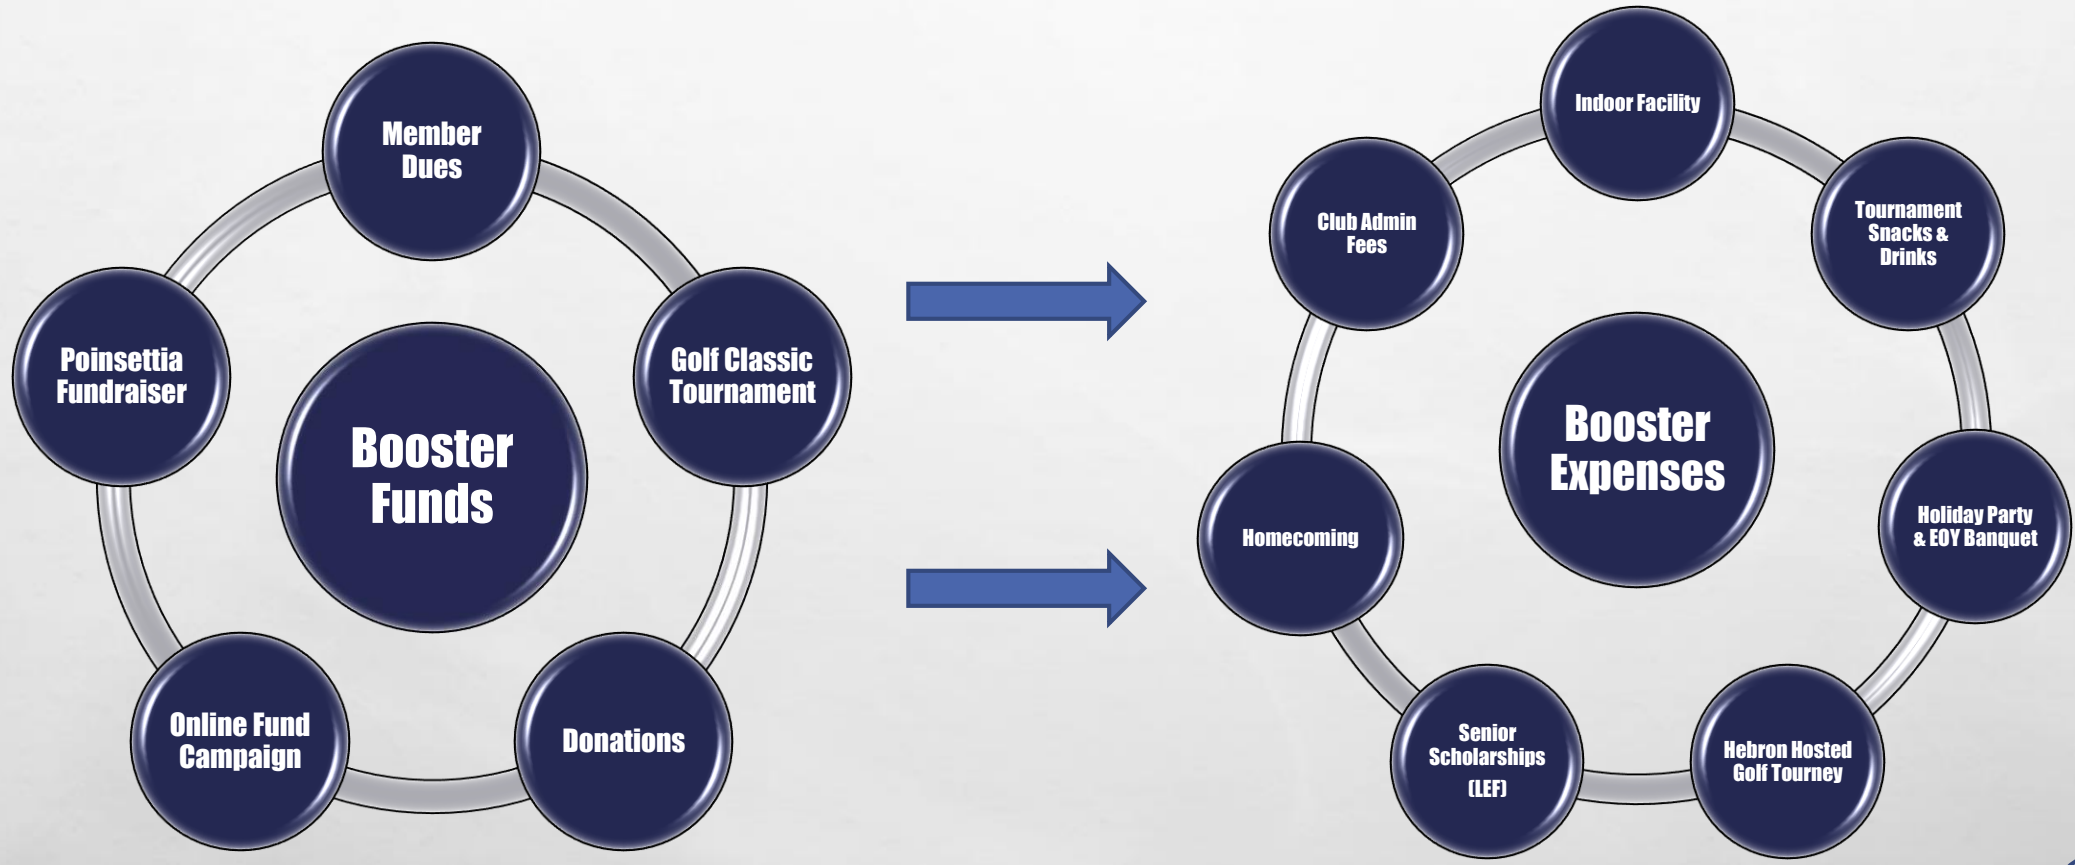 Member
Dues
Golf Classic
Tournament
Donations
Online Fund
Campaign
Poinsettia
Fundraiser
Booster
Funds
Indoor Facility
Tournament
Snacks &
Drinks
Holiday Party
& EOY Banquet
Hebron Hosted
Golf Tourney
Senior
Scholarships
(LEF)
Homecoming
Club Admin
Fees
Booster
Expenses